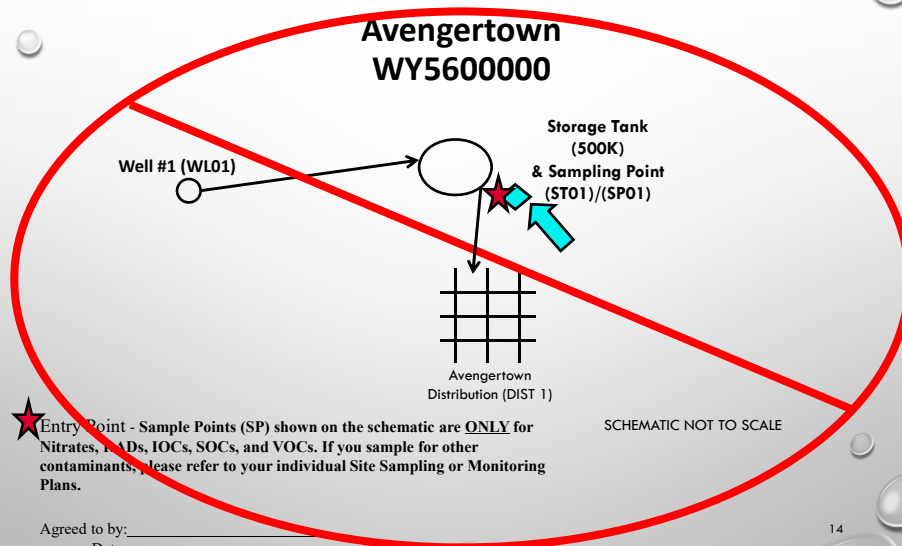 Avengertown
WY5600000
Storage Tank
(500K)
& Sampling Point
(ST01)/(SP01)
Well #1 (WL01)
Avengertown
Distribution (DIST 1)
Entry Point - Sample Points (SP) shown on the schematic are ONLY for
Nitrates, RADs, IOCs, SOCs, and VOCs. If you sample for other
contaminants, please refer to your individual Site Sampling or Monitoring
Plans.
SCHEMATIC NOT TO SCALE
Agreed to by:
14